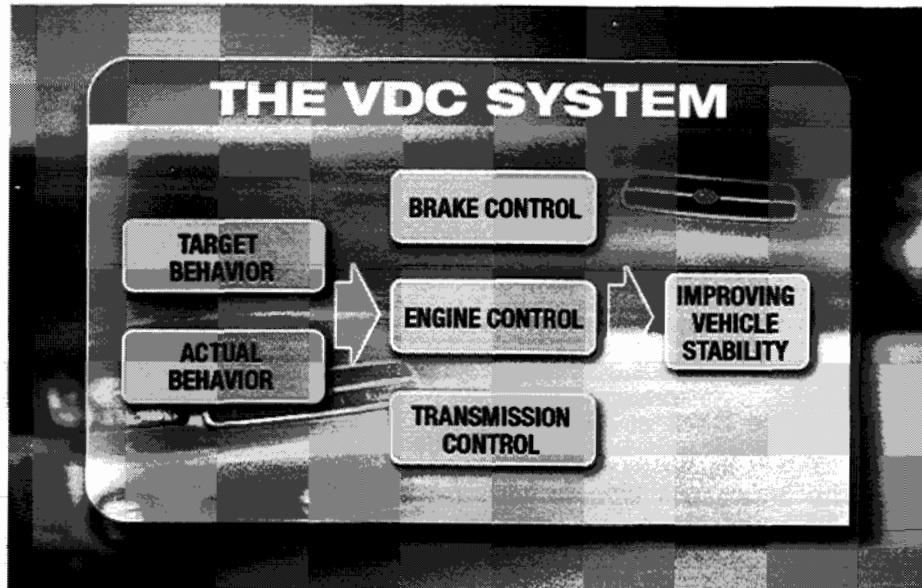 THE VDC SYSTEM
TARGET
BEHAVIOR
ACTUAL
BEHAVIOR
BRAKE CONTROL
ENGINE CONTROL
TRANSMISSION
CONTROL
IMPROVING
VEHICLE
STABILITY